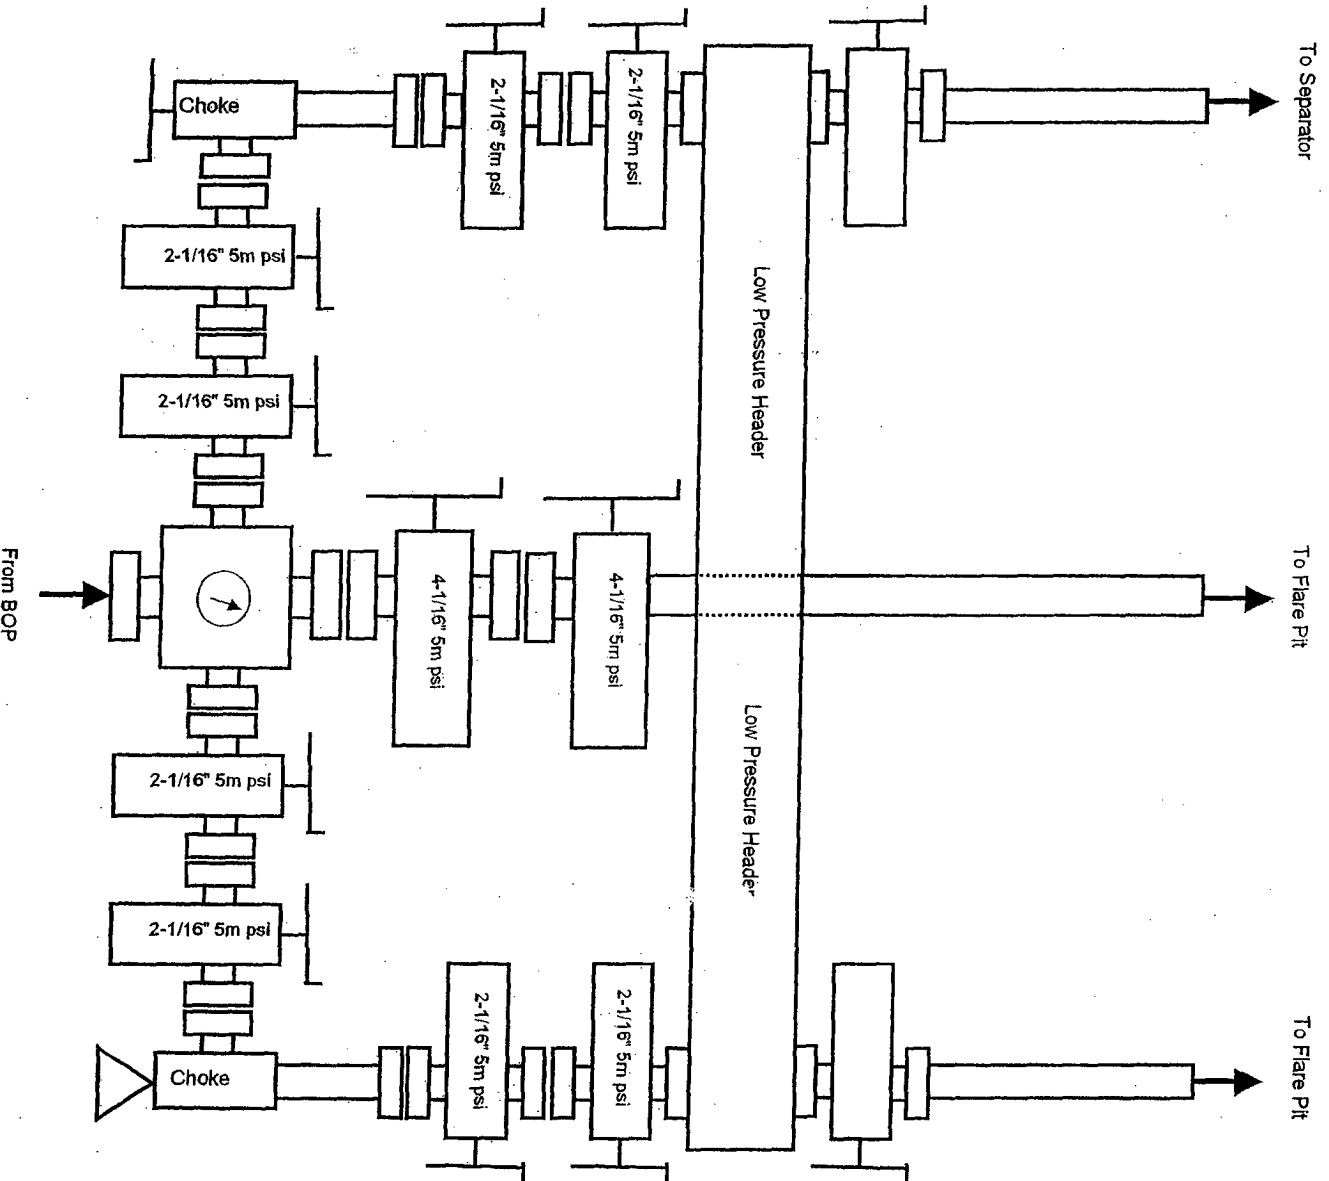 To Separator
Choke
2-1/16" 5m psi
2-1/16" 5m psi
2-1/16" 5m psi
Low Pressure Header
2-1/16" 5m psi
To Flare Pit
From BOP
4-1/16" 5m psi
4-1/16" 5m psi
Low Pressure Header
2-1/16" 5m psi
2-1/16" 5m psi
2-1/16" 5m psi
2-1/16" 5m psi
To Flare Pit
Choke